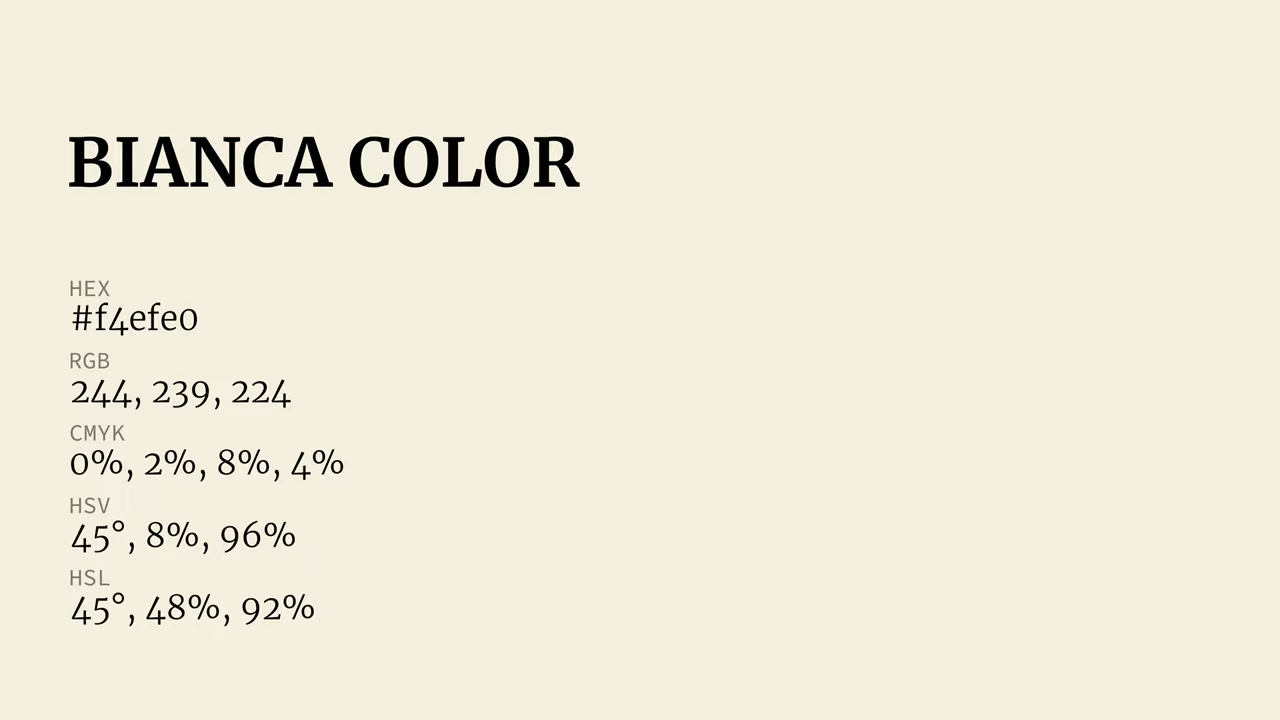 BIANCA COLOR
HEX
#f4efe0
RGB
244, 239, 224
CMYK
0%, 2%, 8%, 4%
HSV
45°, 8%, 96%
HSL
45°, 48%, 92%